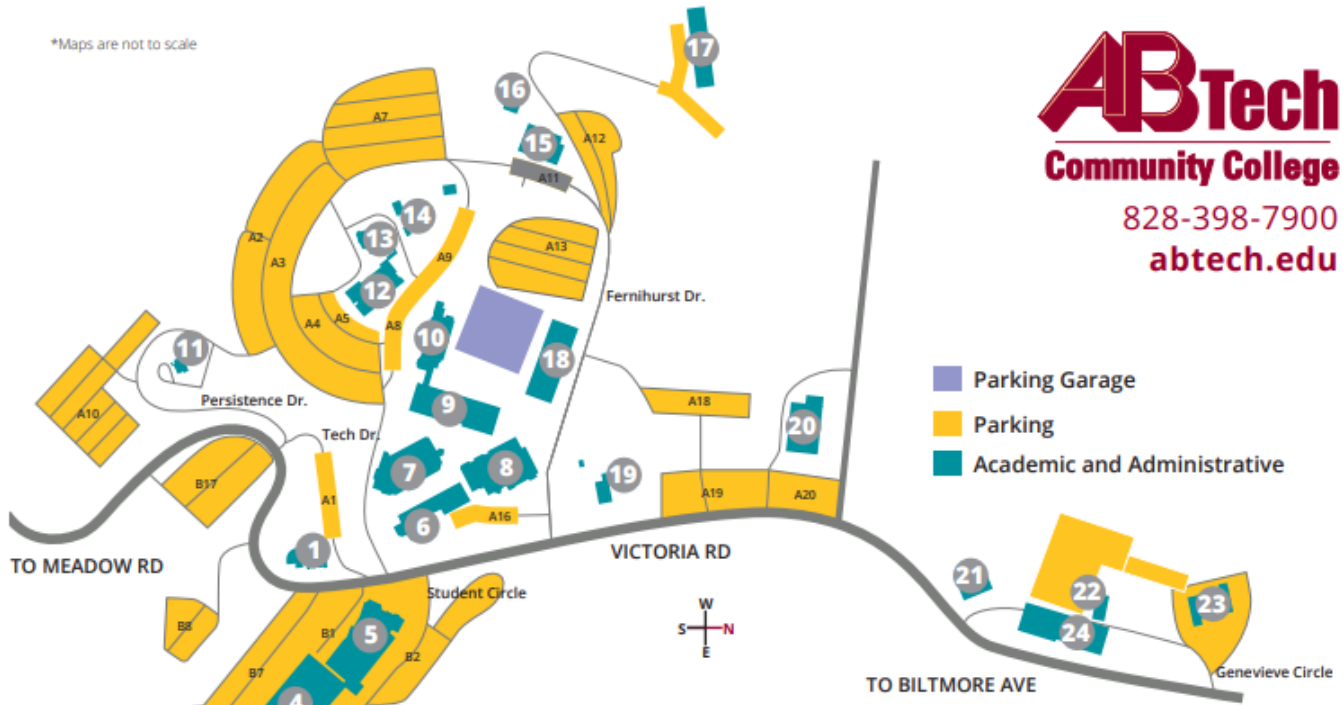 *Maps are not to scale
AB Tech
Community College
828-398-7900
abtech.edu
17
16
A7
15
A12
A11
14
13
A2
A3
A9
A13
12
Fernihurst Dr.
A4
A5
A8
10
18
11
Parking Garage
Persistence Dr.
9
A18
A10
Parking
20
Tech Dr.
7
8
Academic and Administrative
19
B17
A1
A19
A20
A16
6
1
VICTORIA RD
TO MEADOW RD
21
22
Student Circle
W
S N
E
23
B8
B1
5
24
B2
B7
Genevieve Circle
TO BILTMORE AVE
4